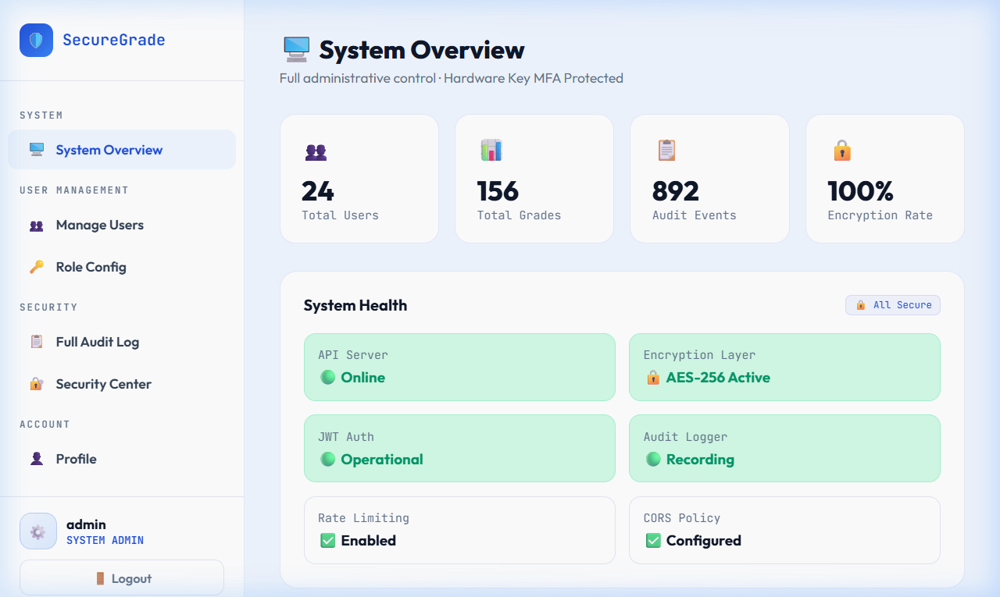 SecureGrade
SYSTEM
System Overview
USER MANAGEMENT
Manage Users
Role Config
SECURITY
Full Audit Log
Security Center
ACCOUNT
Profile
admin
SYSTEM ADMIN
Logout
System Overview
Full administrative control · Hardware Key MFA Protected
24
Total Users
156
Total Grades
892
Audit Events
100%
Encryption Rate
System Health
All Secure
API Server
Online
Encryption Layer
AES-256 Active
JWT Auth
Operational
Audit Logger
Recording
Rate Limiting
Enabled
CORS Policy
Configured